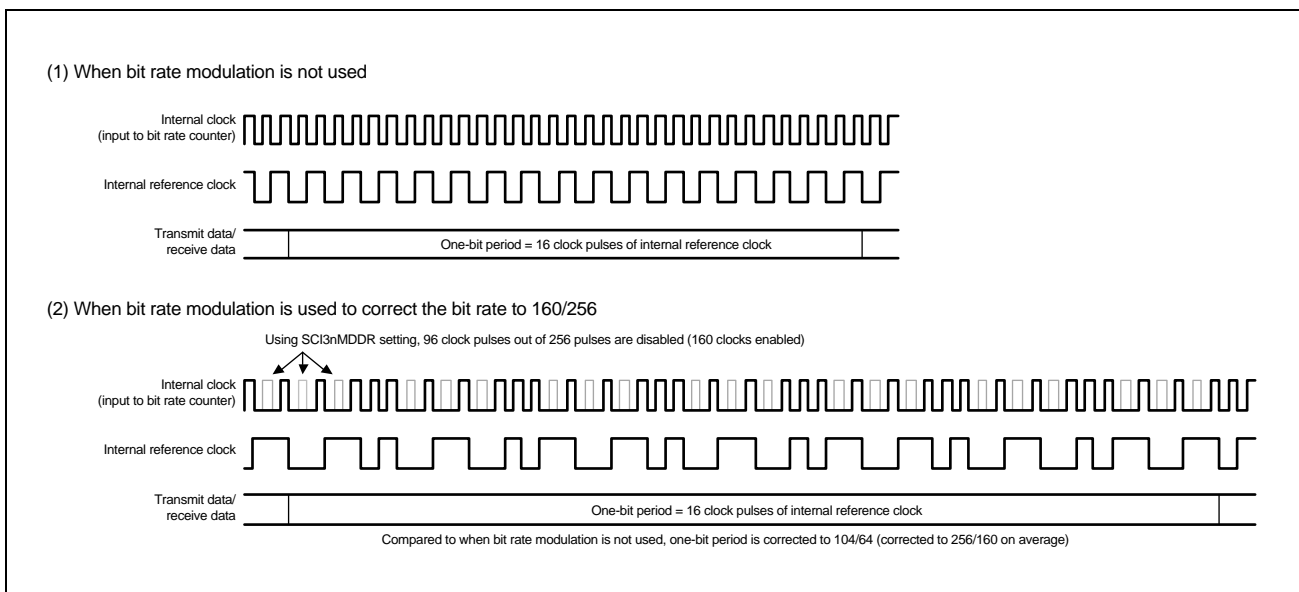 (1) When bit rate modulation is not used
Internal clock
(input to bit rate counter)
Internal reference clock
Transmit data/
receive data
One-bit period = 16 clock pulses of internal reference clock
(2) When bit rate modulation is used to correct the bit rate to 160/256
Using SCI3nMDDR setting, 96 clock pulses out of 256 pulses are disabled (160 clocks enabled)
Internal clock
(input to bit rate counter)
Internal reference clock
Transmit data/
receive data
One-bit period = 16 clock pulses of internal reference clock
Compared to when bit rate modulation is not used, one-bit period is corrected to 104/64 (corrected to 256/160 on average)